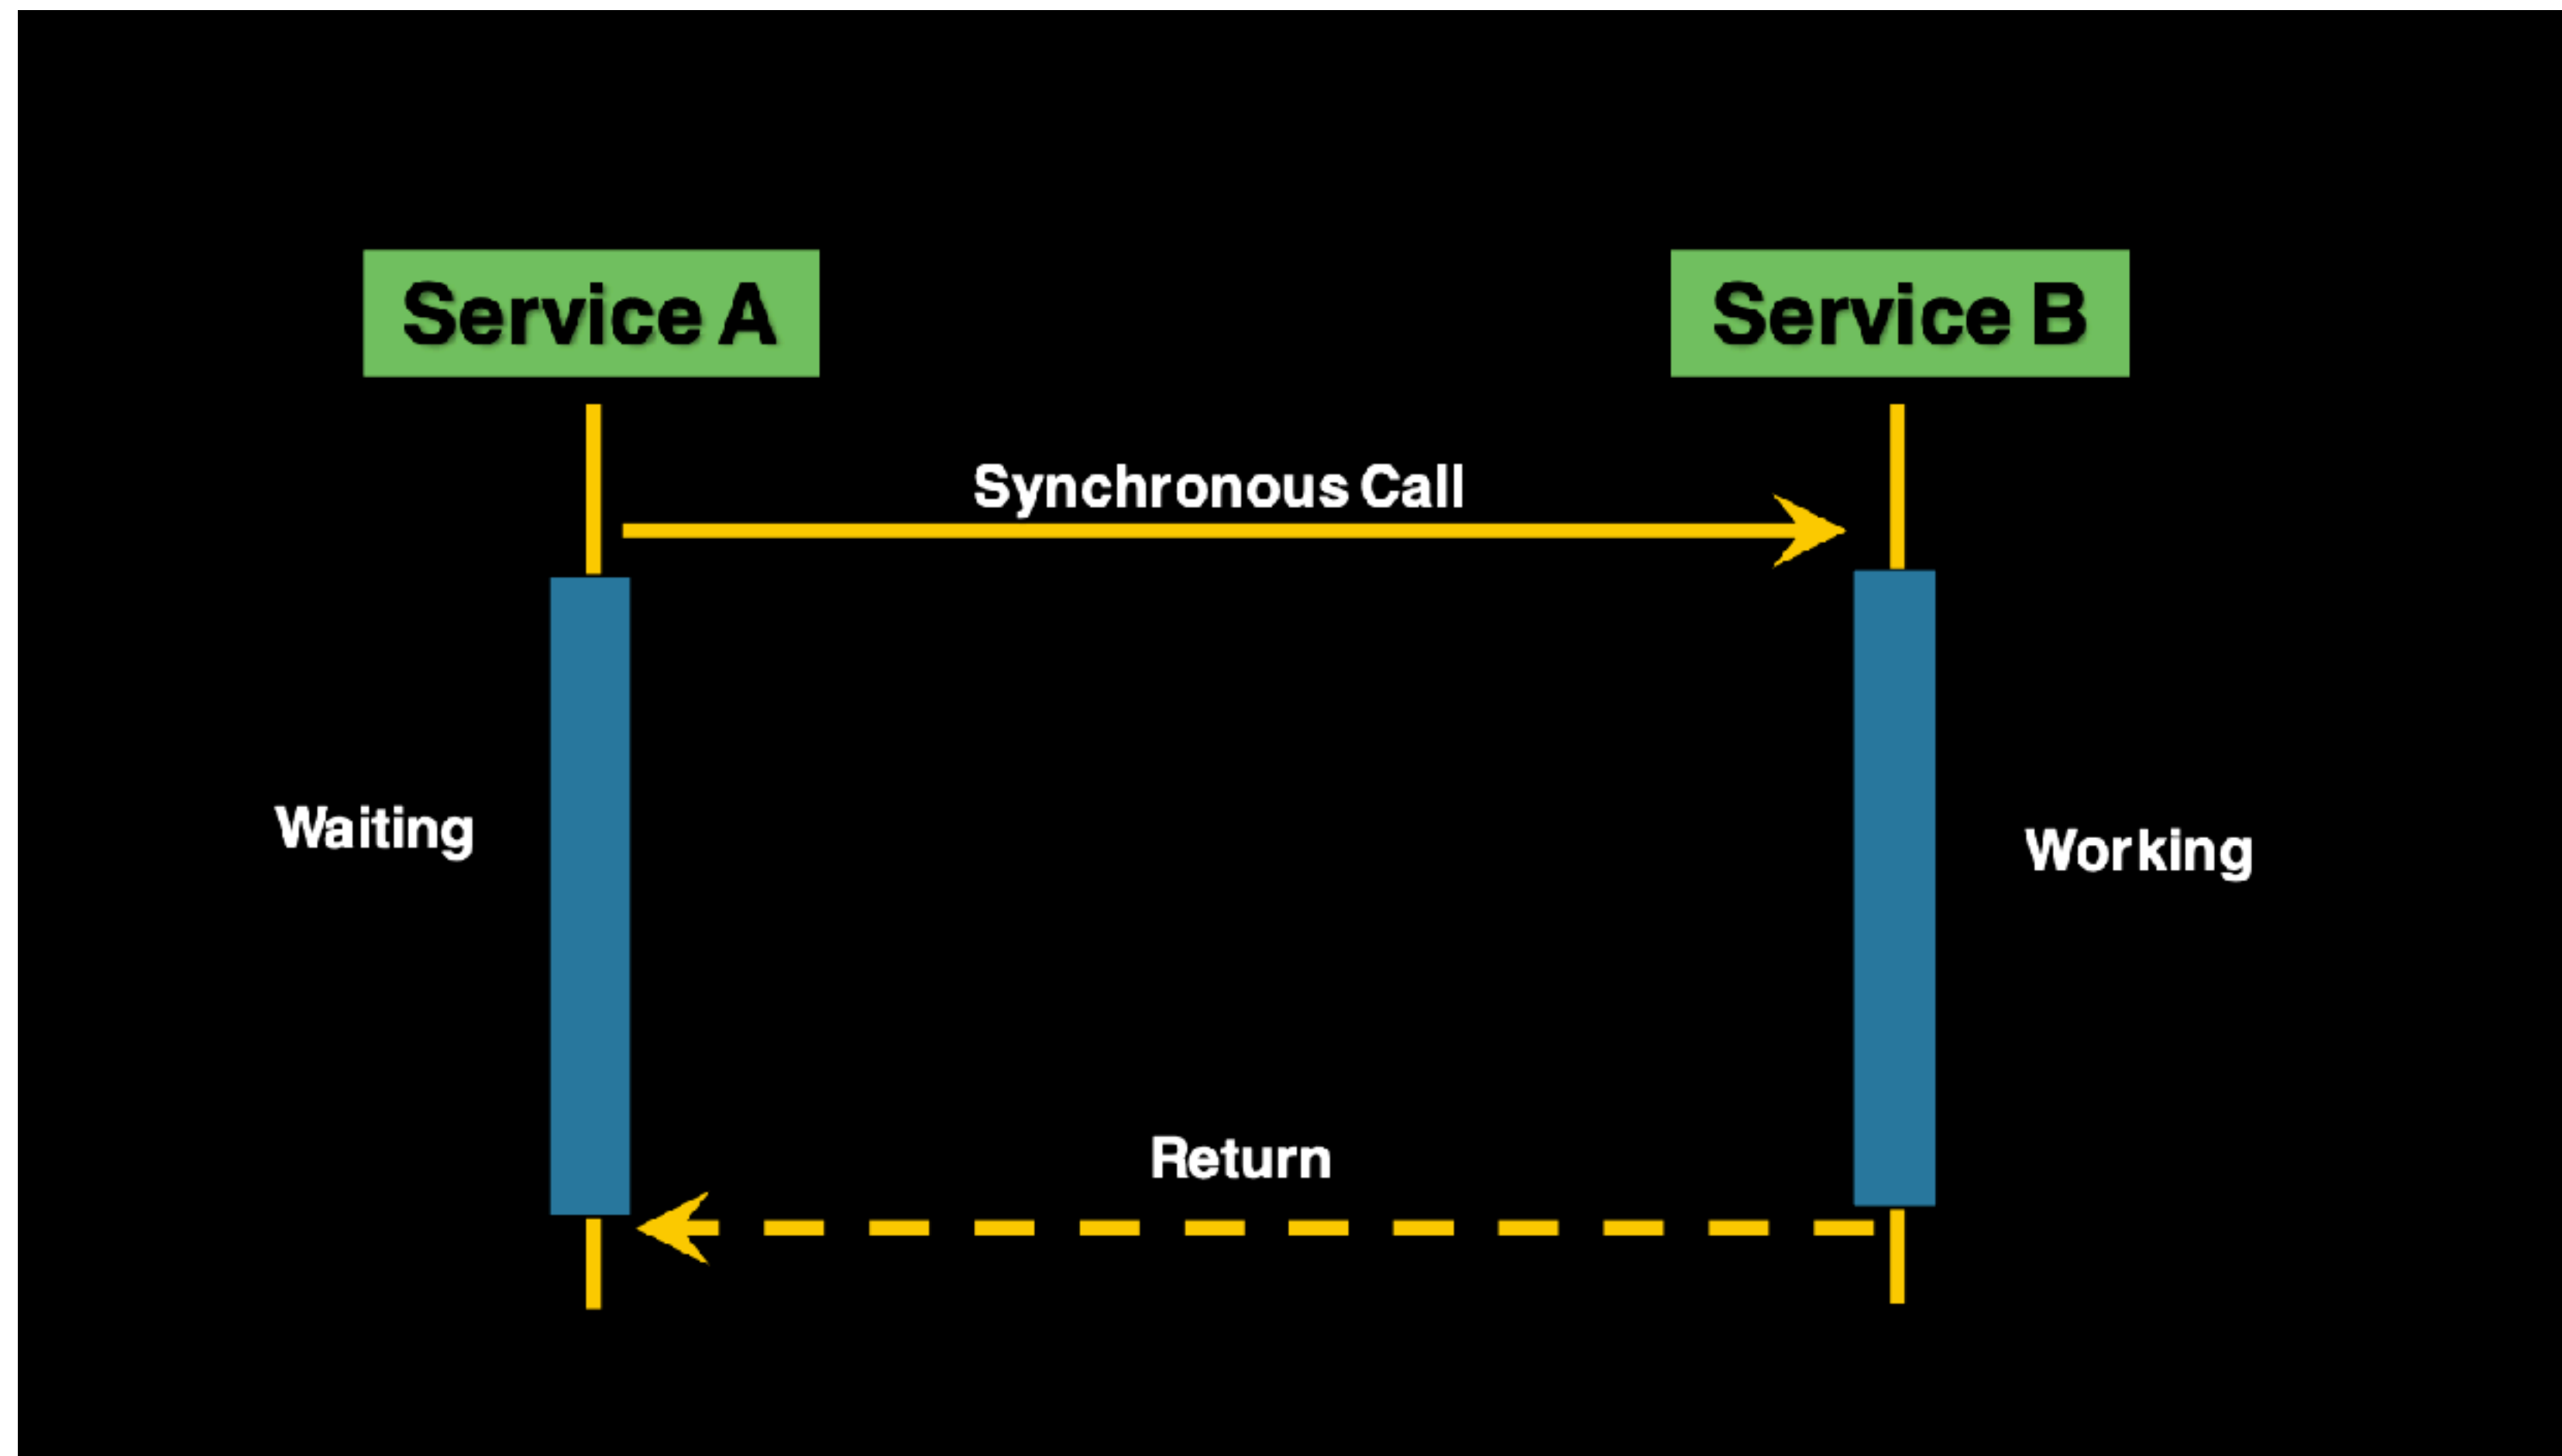 Service A
Service B
Synchronous Call
Waiting
Working
Return